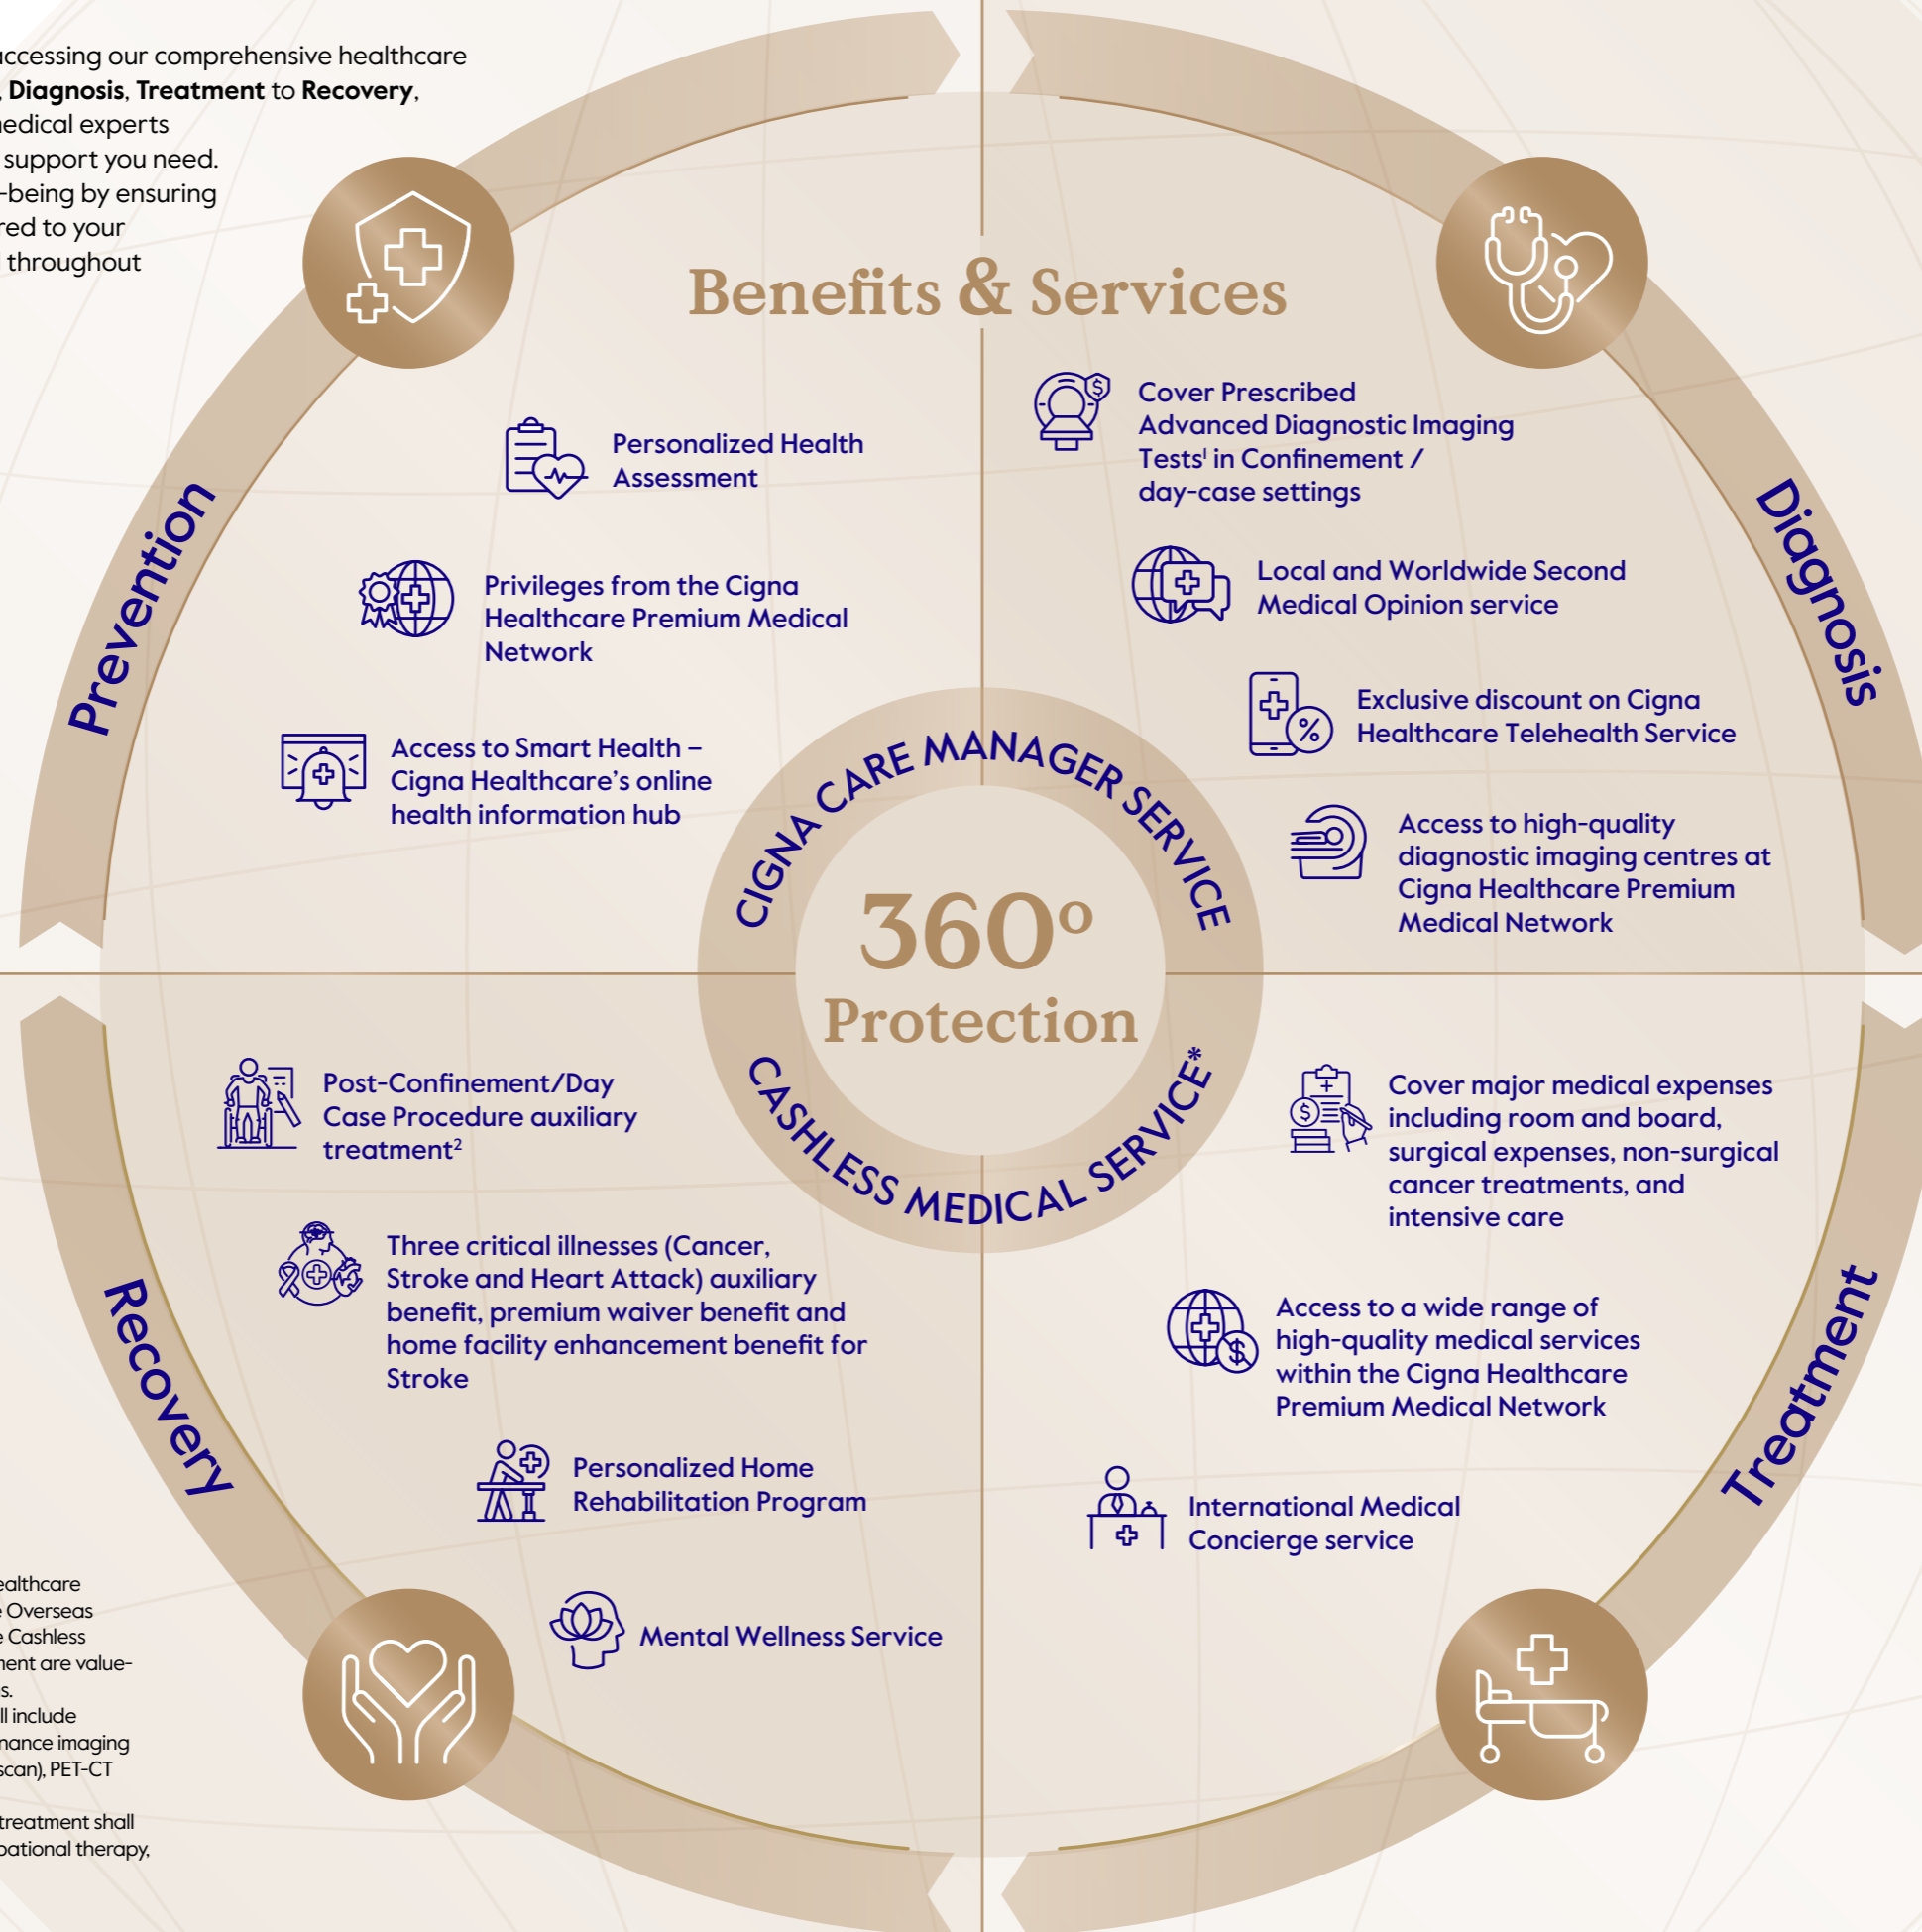 accessing our comprehensive healthcare
, Diagnosis, Treatment to Recovery,
medical experts
support you need.
-being by ensuring
red to your
throughout
Benefits & Services
Prevention
Personalized Health
Assessment
Privileges from the Cigna
Healthcare Premium Medical
Network
Access to Smart Health –
Cigna Healthcare's online
health information hub
Diagnosis
Cover Prescribed
Advanced Diagnostic Imaging
Tests¹ in Confinement /
day-case settings
Local and Worldwide Second
Medical Opinion service
Exclusive discount on Cigna
Healthcare Telehealth Service
Access to high-quality
diagnostic imaging centres at
Cigna Healthcare Premium
Medical Network
CIGNA CARE MANAGER SERVICE
360°
Protection
CASHLESS MEDICAL SERVICE*
Recovery
Post-Confinement/Day
Case Procedure auxiliary
treatment²
Three critical illnesses (Cancer,
Stroke and Heart Attack) auxiliary
benefit, premium waiver benefit and
home facility enhancement benefit for
Stroke
Personalized Home
Rehabilitation Program
Mental Wellness Service
Treatment
Cover major medical expenses
including room and board,
surgical expenses, non-surgical
cancer treatments, and
intensive care
Access to a wide range of
high-quality medical services
within the Cigna Healthcare
Premium Medical Network
International Medical
Concierge service
ealthcare
e Overseas
e Cashless
ment are value-
s.
ll include
nance imaging
scan), PET-CT
treatment shall
pational therapy,